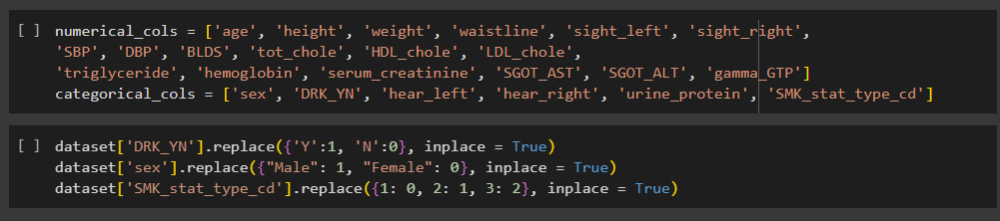 [ ] numerical_cols = ['age', 'height', 'weight', 'waistline', 'sight_left', 'sight_right',
'SBP', 'DBP', 'BLDS', 'tot_chole', 'HDL_chole', 'LDL_chole',
'triglyceride', 'hemoglobin', 'serum_creatinine', 'SGOT_AST', 'SGOT_ALT', 'gamma_GTP']
categorical_cols = ['sex', 'DRK_YN', 'hear_left', 'hear_right', 'urine_protein', 'SMK_stat_type_cd']
[ ] dataset['DRK_YN'].replace({'Y':1, 'N':0}, inplace = True)
dataset['sex'].replace({"Male": 1, "Female": 0}, inplace = True)
dataset['SMK_stat_type_cd'].replace({1: 0, 2: 1, 3: 2}, inplace = True)